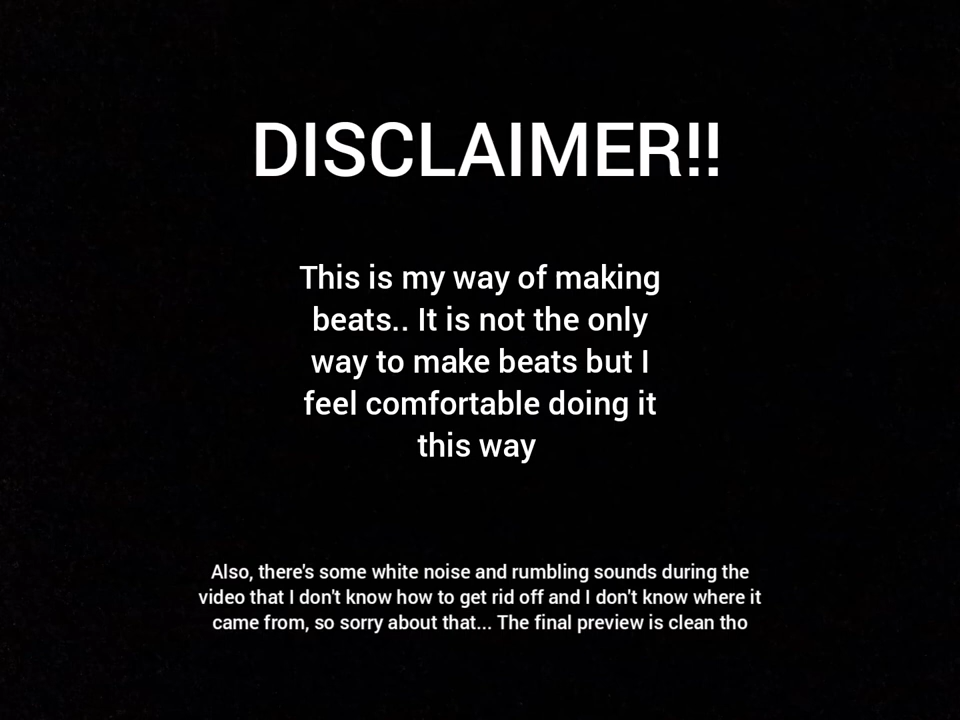 DISCLAIMER!!
This is my way of making
beats.. It is not the only
way to make beats but I
feel comfortable doing it
this way
Also, there's some white noise and rumbling sounds during the
video that I don't know how to get rid off and I don't know where it
came from, so sorry about that... The final preview is clean tho